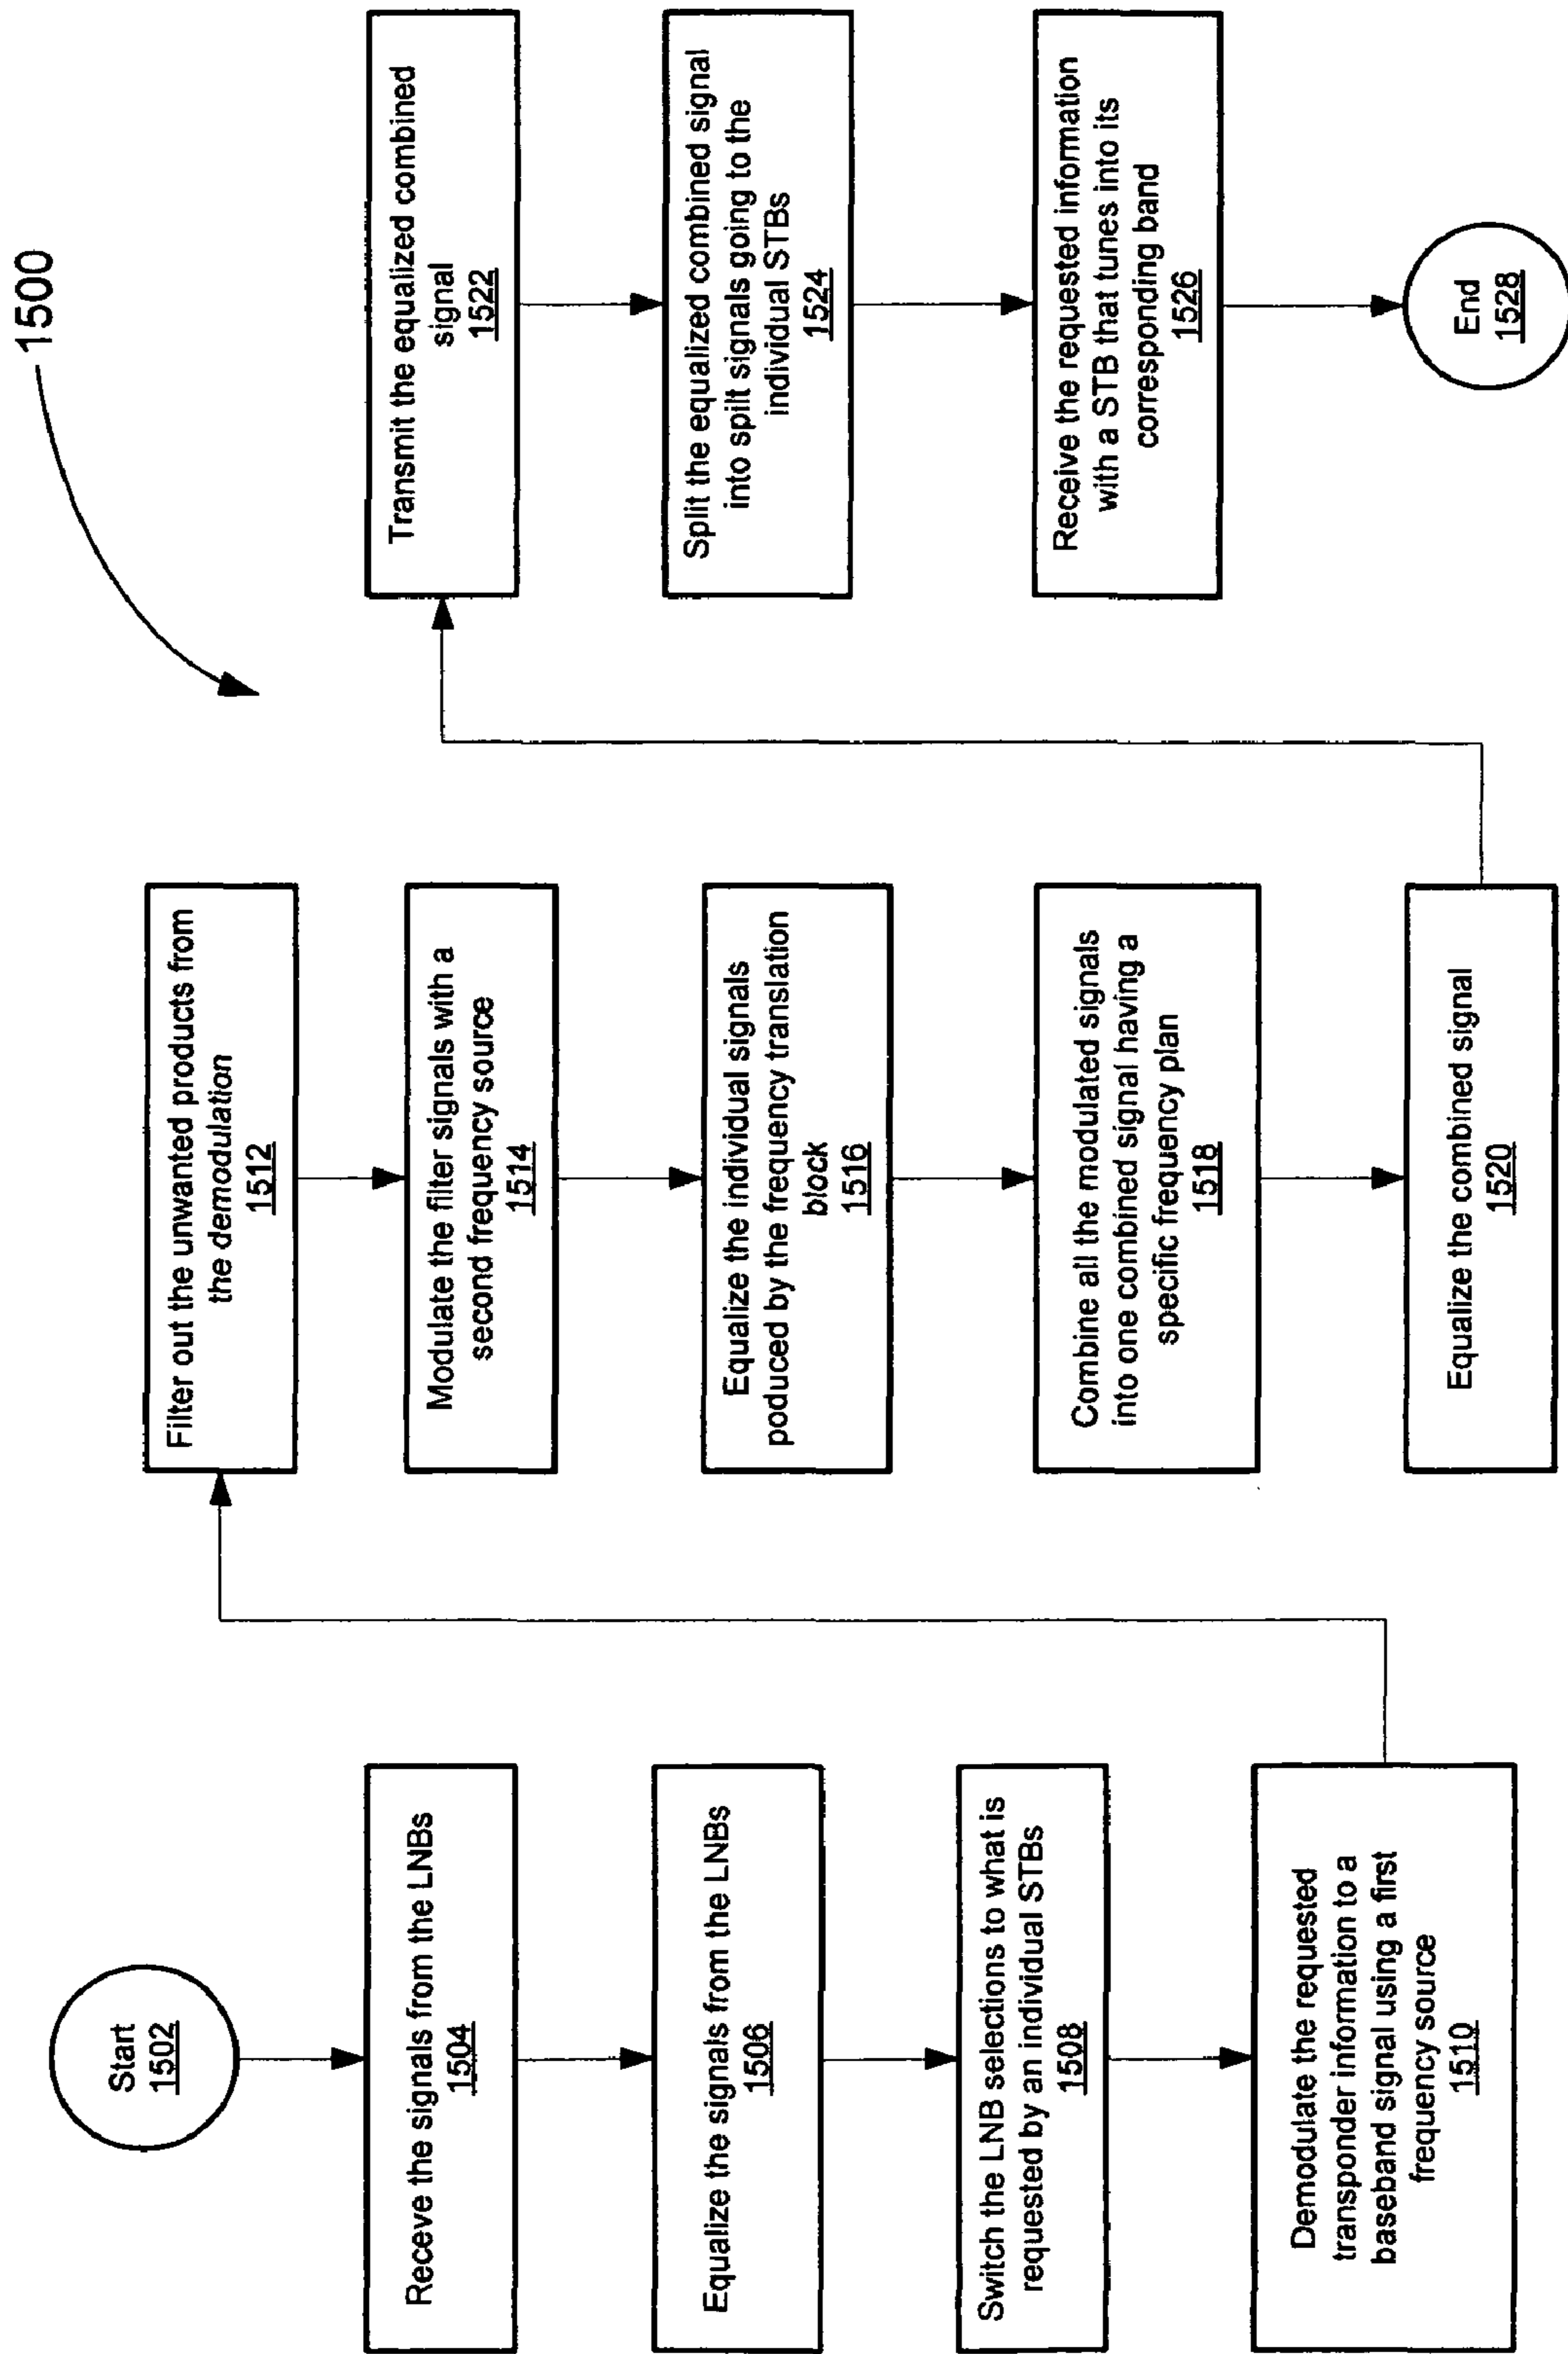 1500
Start
1502
Receve the signals from the LNBs
1504
Equalize the signals from the LNBs
1506
Switch the LNB selections to what is
requested by an individual STBs
1508
Demodulate the requested
transponder information to a
baseband signal using a first
frequency source
1510
Filter out the unwanted products from
the demodulation
1512
Modulate the filter signals with a
second frequency source
1514
Equalize the individual signals
poduced by the frequency translation
block
1516
Combine all the modulated signals
into one combined signal having a
specific frequency plan
1518
Equalize the combined signal
1520
Transmit the equalized combined
signal
1522
Split the equalized combined signal
into spilt signals going to the
individual STBs
1524
Receive the requested information
with a STB that tunes into its
corresponding band
1526
End
1528